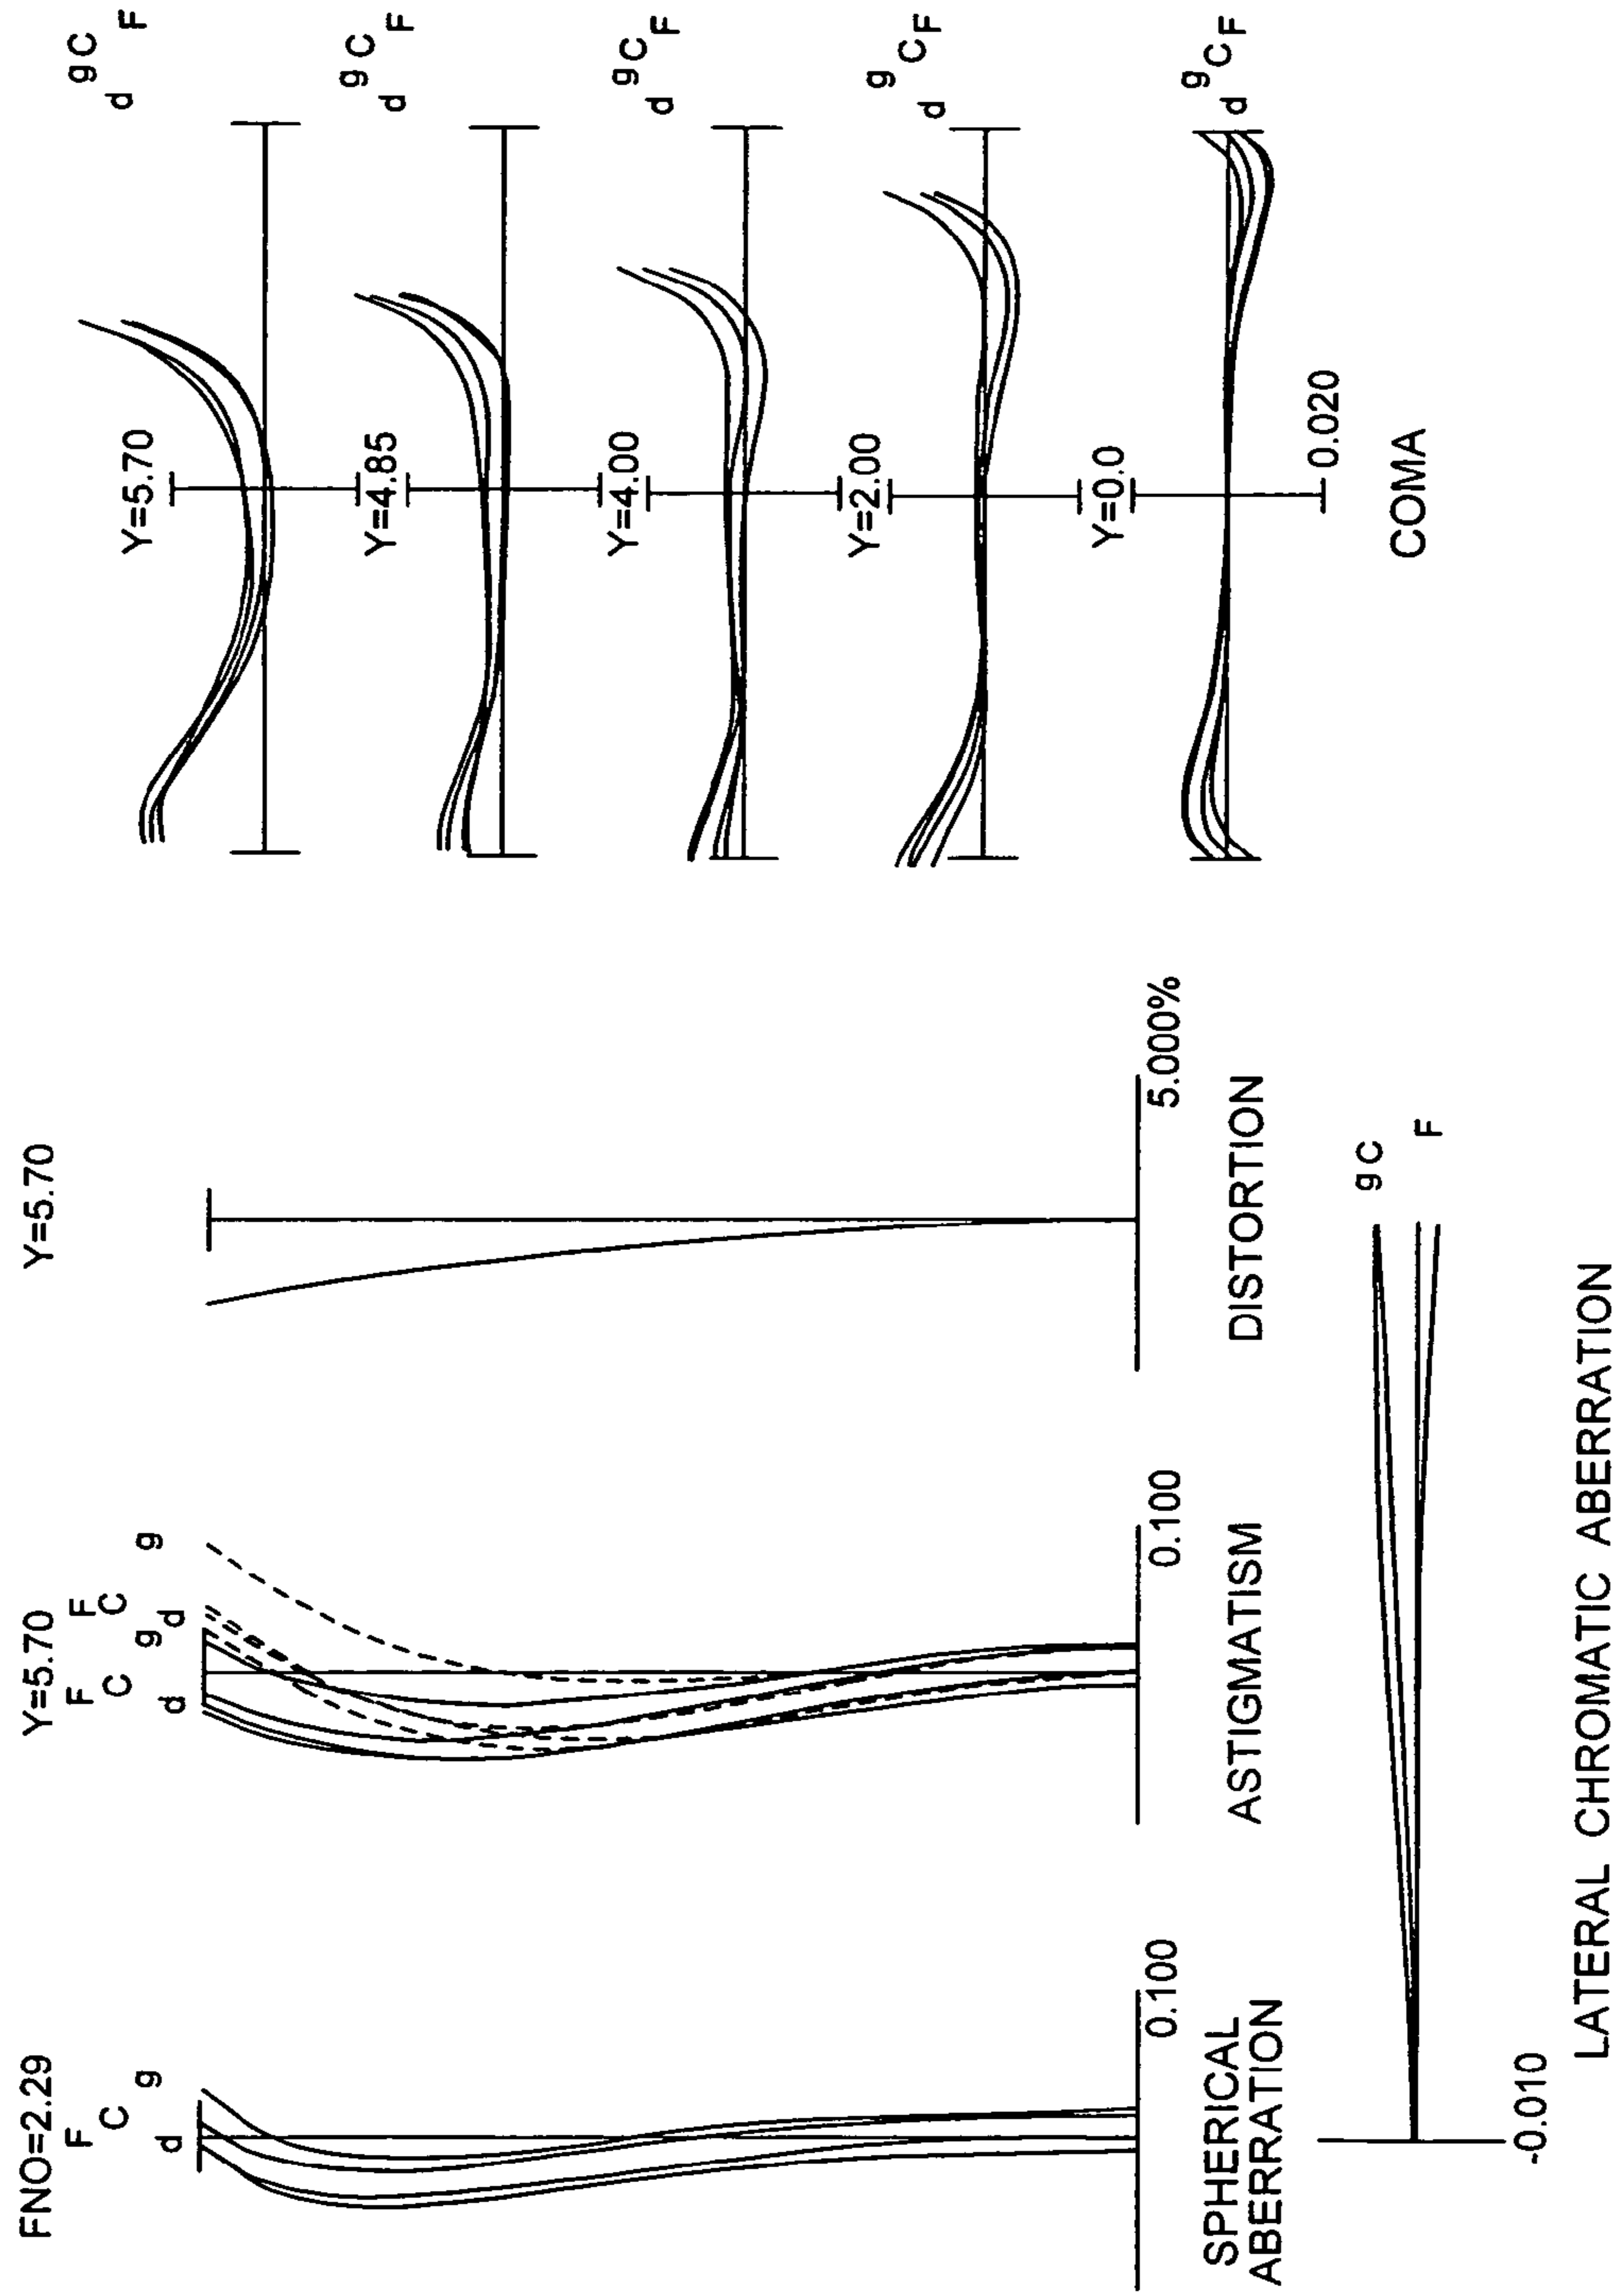 FNO=2.29
F
C
g
d
0.100
SPHERICAL
ABERRATION
Y=5.70
F
C
d
F
C
g
d
g
0.100
ASTIGMATISM
Y=5.70
5.000%
DISTORTION
Y=5.70
g C
d F
Y=4.85
g C
d F
Y=4.00
g C
d F
Y=2.00
g C
d F
Y=0.0
g C
d F
0.020
COMA
g C
F
-0.010
LATERAL CHROMATIC ABERRATION